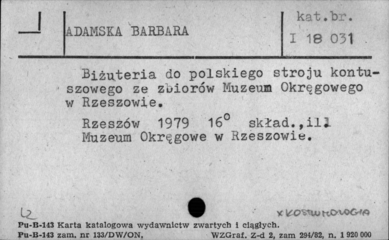 kat.br.
ADAMSKA BARBARA
I 18 031
Biżuteria do polskiego stroju kontu-
szowego ze zbiorów Muzeum Okręgowego
w Rzeszowie.
Rzeszów 1979 16° skład., ill
Muzeum Okręgowe w Rzeszowie.
x KOSTIUMOLOGIA
Pu-B-143 Karta katalogowa wydawnictw zwartych i ciągłych.
Pu-B-143 zam. nr 133/DW/ON, WZGraf. Z-d 2, zam 294/82, n. 1 920 000